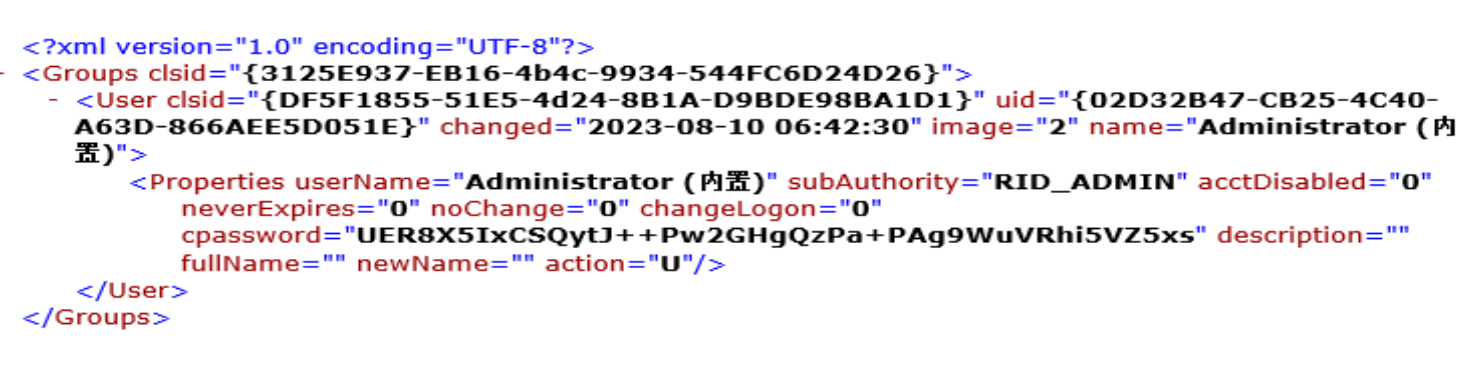 <?xml version="1.0" encoding="UTF-8"?>
- <Groups clsid="{3125E937-EB16-4b4c-9934-544FC6D24D26}">
- <User clsid="{DF5F1855-51E5-4d24-8B1A-D9BDE98BA1D1}" uid="{02D32B47-CB25-4C40-
A63D-866AEE5D051E}" changed="2023-08-10 06:42:30" image="2" name="Administrator (内
置)">
<Properties userName="Administrator (内置)" subAuthority="RID_ADMIN" acctDisabled="0"
neverExpires="0" noChange="0" changeLogon="0"
cpassword="UER8X5IxCSQytJ++Pw2GHgQzPa+PAg9WuVRhi5VZ5xs" description=""
fullName="" newName="" action="U"/>
</User>
</Groups>